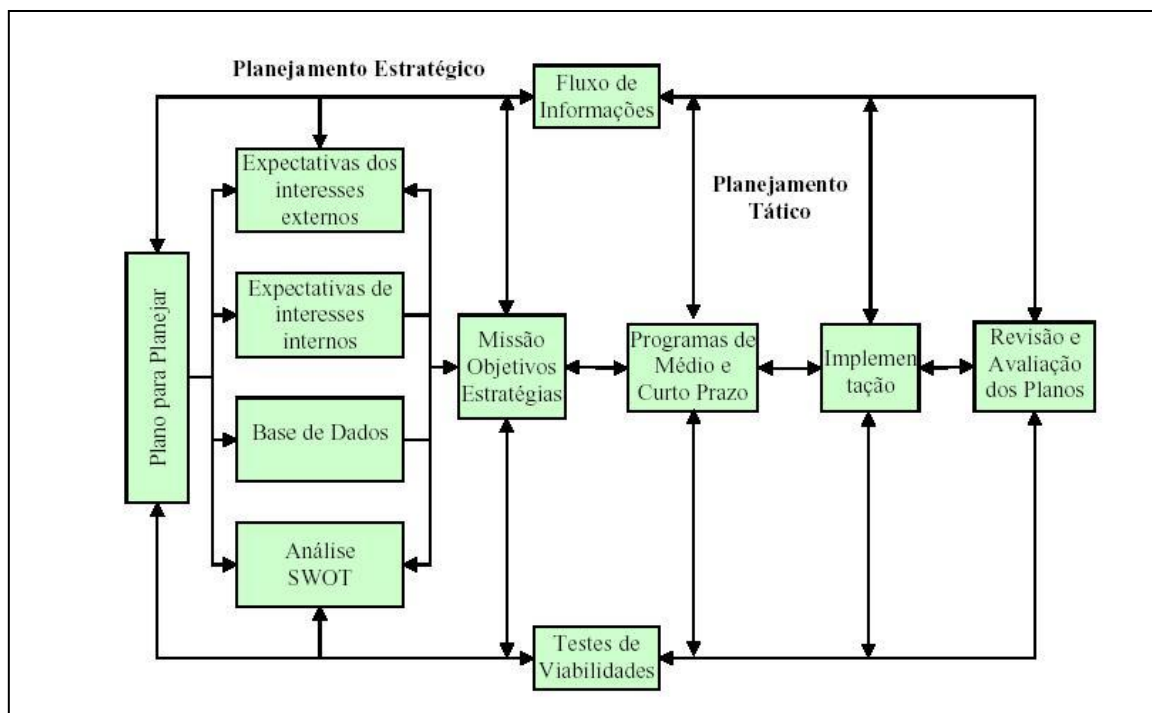 Planejamento Estratégico
Fluxo de
Informações
Expectativas dos
interesses
externos
Planejamento
Tático
Plano para Planejar
Expectativas de
interesses
internos
Missão
Objetivos
Estratégias
Programas de
Médio e
Curto Prazo
Implemen
tação
Revisão e
Avaliação
dos Planos
Base de Dados
Análise
SWOT
Testes de
Viabilidades